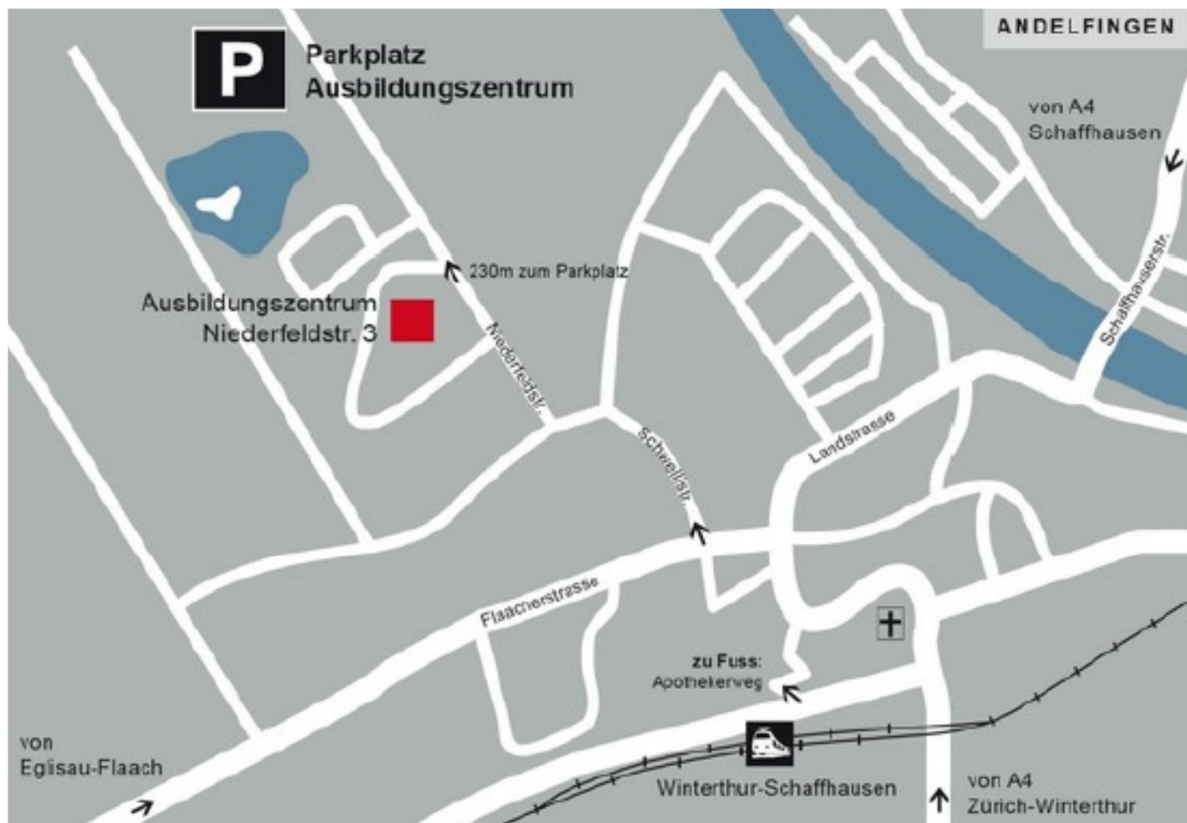 ANDELFINGEN
P
Parkplatz
Ausbildungszentrum
von A4
Schaffhausen
Schaffhauserstr.
230m zum Parkplatz
Ausbildungszentrum
Niederfeldstr. 3
Niederfeldstr.
Schwellstr.
Landstrasse
Flaacherstrasse
zu Fuss:
Apothekerweg
von
Eglisau-Flaach
Winterthur-Schaffhausen
von A4
Zürich-Winterthur